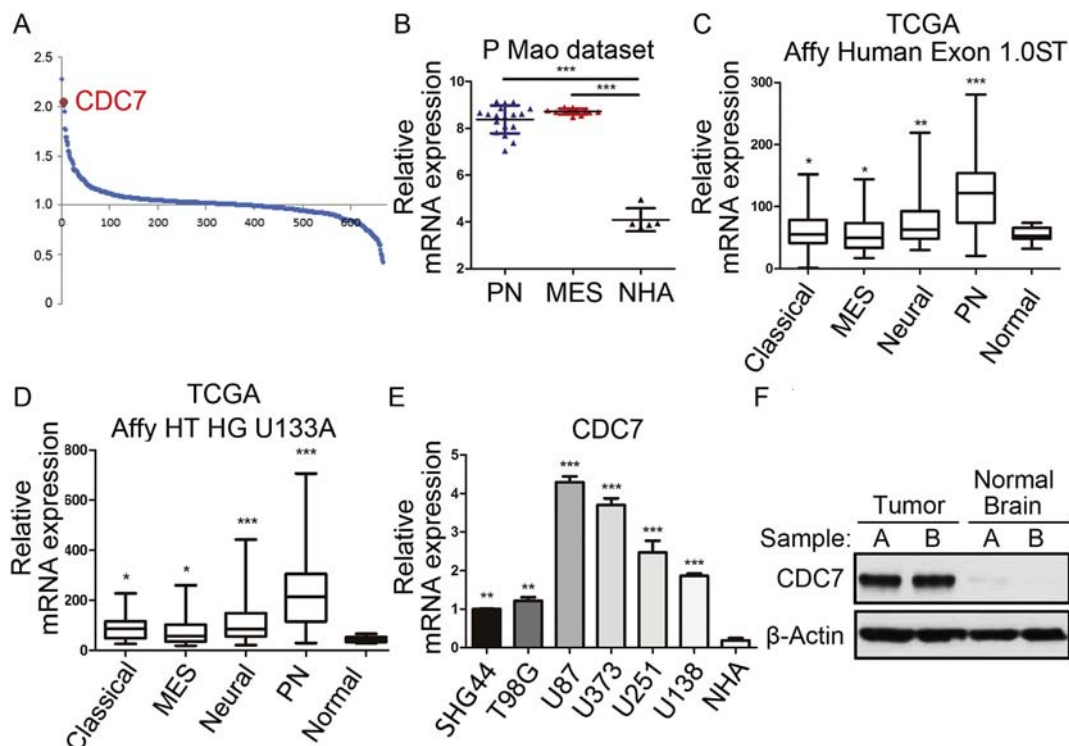 A
2.5
2.0
1.5
1.0
0.5
0.0
CDC7
0 100 200 300 400 500 600
B
P Mao dataset
Relative
mRNA expression
10
8
6
4
2
***
***
PN MES NHA
C
TCGA
Affy Human Exon 1.0ST
Relative
mRNA expression
300
200
100
0
* * ** ***
Classical MES Neural PN Normal
D
TCGA
Affy HT HG U133A
Relative
mRNA expression
800
600
400
200
0
* * *** ***
Classical MES Neural PN Normal
E
CDC7
Relative
mRNA expression
5
4
3
2
1
0
** ** *** *** *** ***
SHG44 T98G U87 U373 U251 U138 NHA
F
Normal
Tumor Brain
Sample: A B A B
CDC7
β-Actin